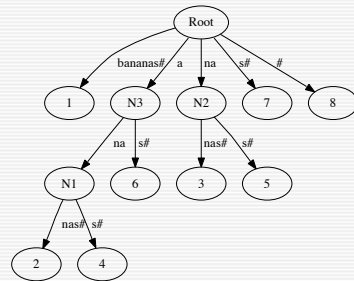 Root
bananas# a na s# #
1 N3 N2 7 8
na s# nas# s#
N1 6 3 5
nas# s#
2 4